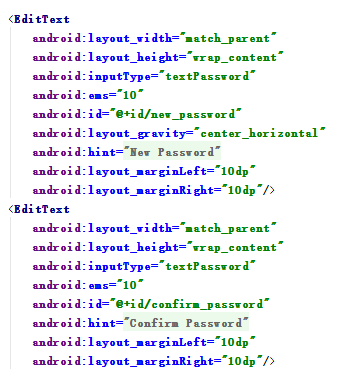 <EditText
android:layout_width="match_parent"
android:layout_height="wrap_content"
android:inputType="textPassword"
android:ems="10"
android:id="@+id/new_password"
android:layout_gravity="center_horizontal"
android:hint="New Password"
android:layout_marginLeft="10dp"
android:layout_marginRight="10dp"/>
<EditText
android:layout_width="match_parent"
android:layout_height="wrap_content"
android:inputType="textPassword"
android:ems="10"
android:id="@+id/confirm_password"
android:hint="Confirm Password"
android:layout_marginLeft="10dp"
android:layout_marginRight="10dp"/>